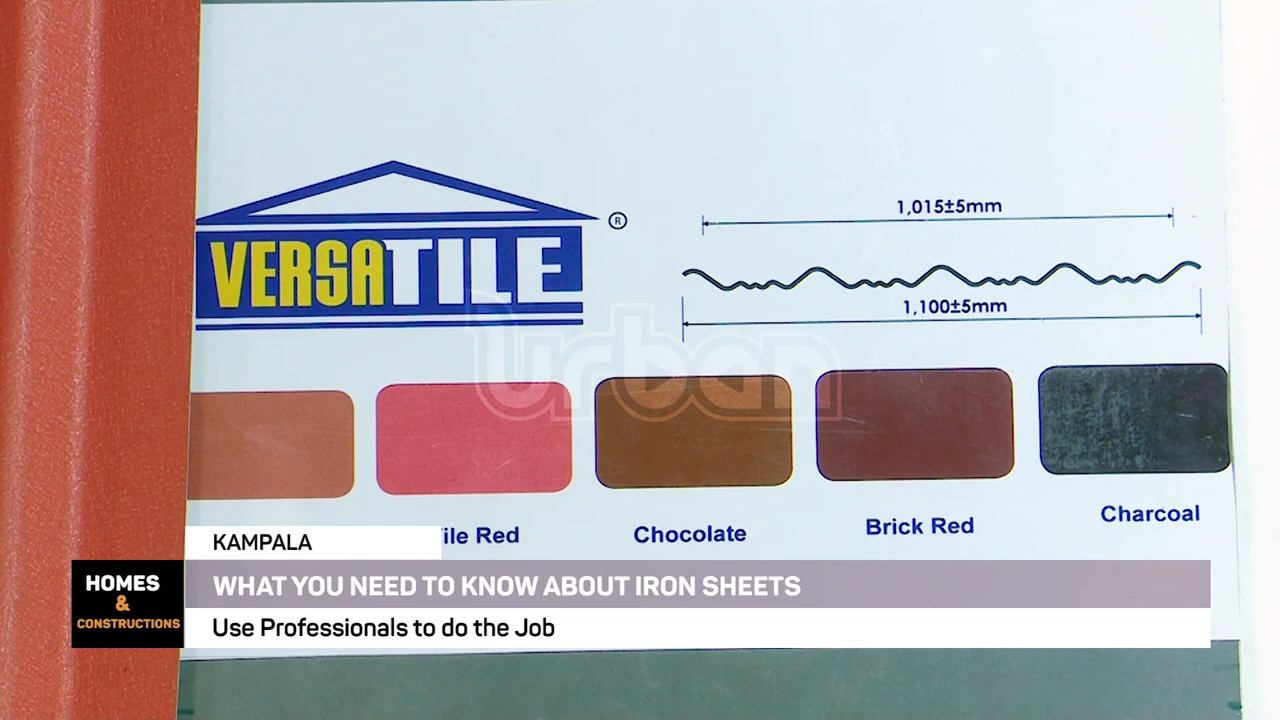 1,015±5mm
®
VERSATILE
1,100±5mm
urban
ile Red
Chocolate
Brick Red
Charcoal
KAMPALA
HOMES
&
CONSTRUCTIONS
WHAT YOU NEED TO KNOW ABOUT IRON SHEETS
Use Professionals to do the Job